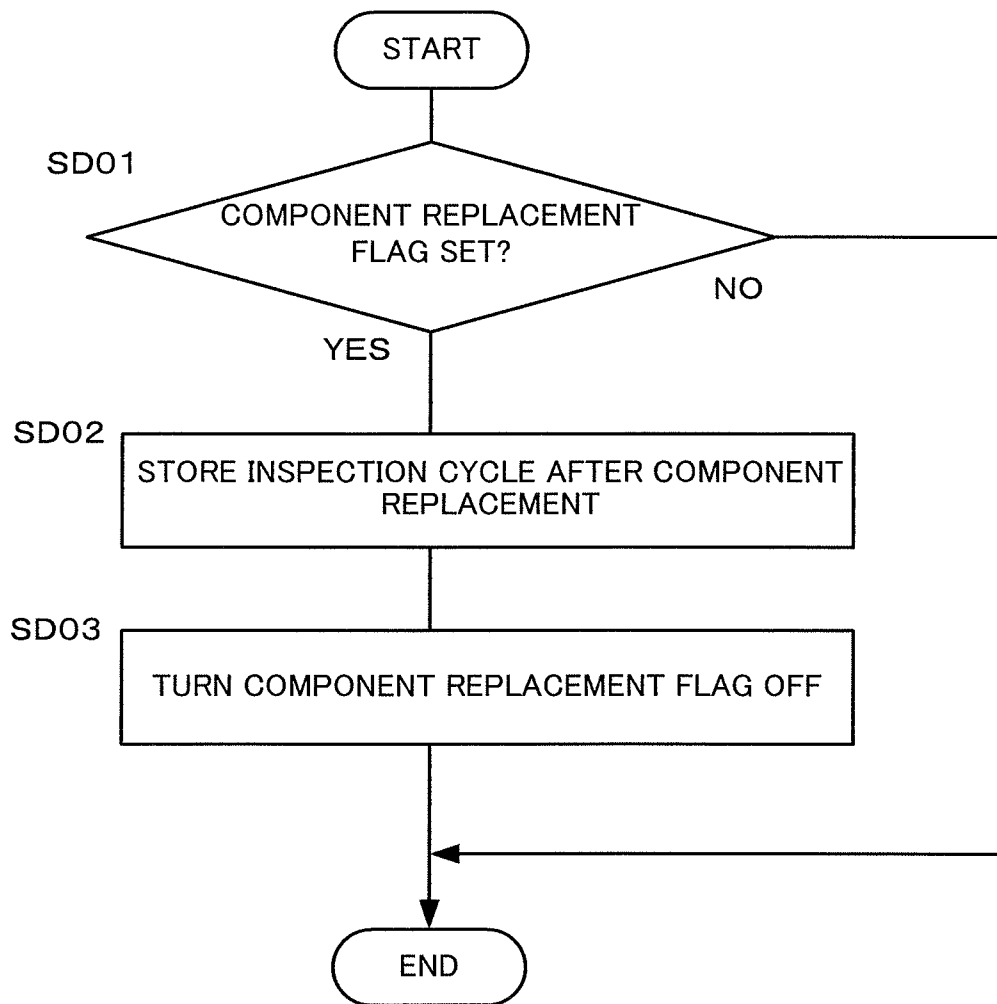 START
SD01
COMPONENT REPLACEMENT
FLAG SET?
NO
YES
SD02
STORE INSPECTION CYCLE AFTER COMPONENT
REPLACEMENT
SD03
TURN COMPONENT REPLACEMENT FLAG OFF
END